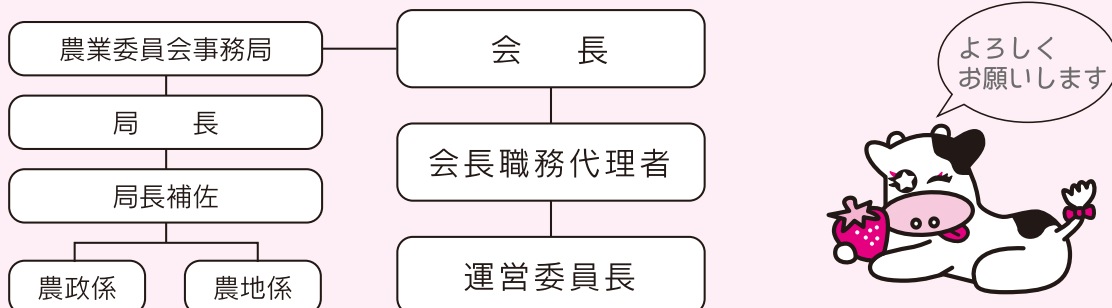 農業委員会事務局
局　　長
局長補佐
農政係
農地係
会　　長
会長職務代理者
運営委員長
よろしく
お願いします